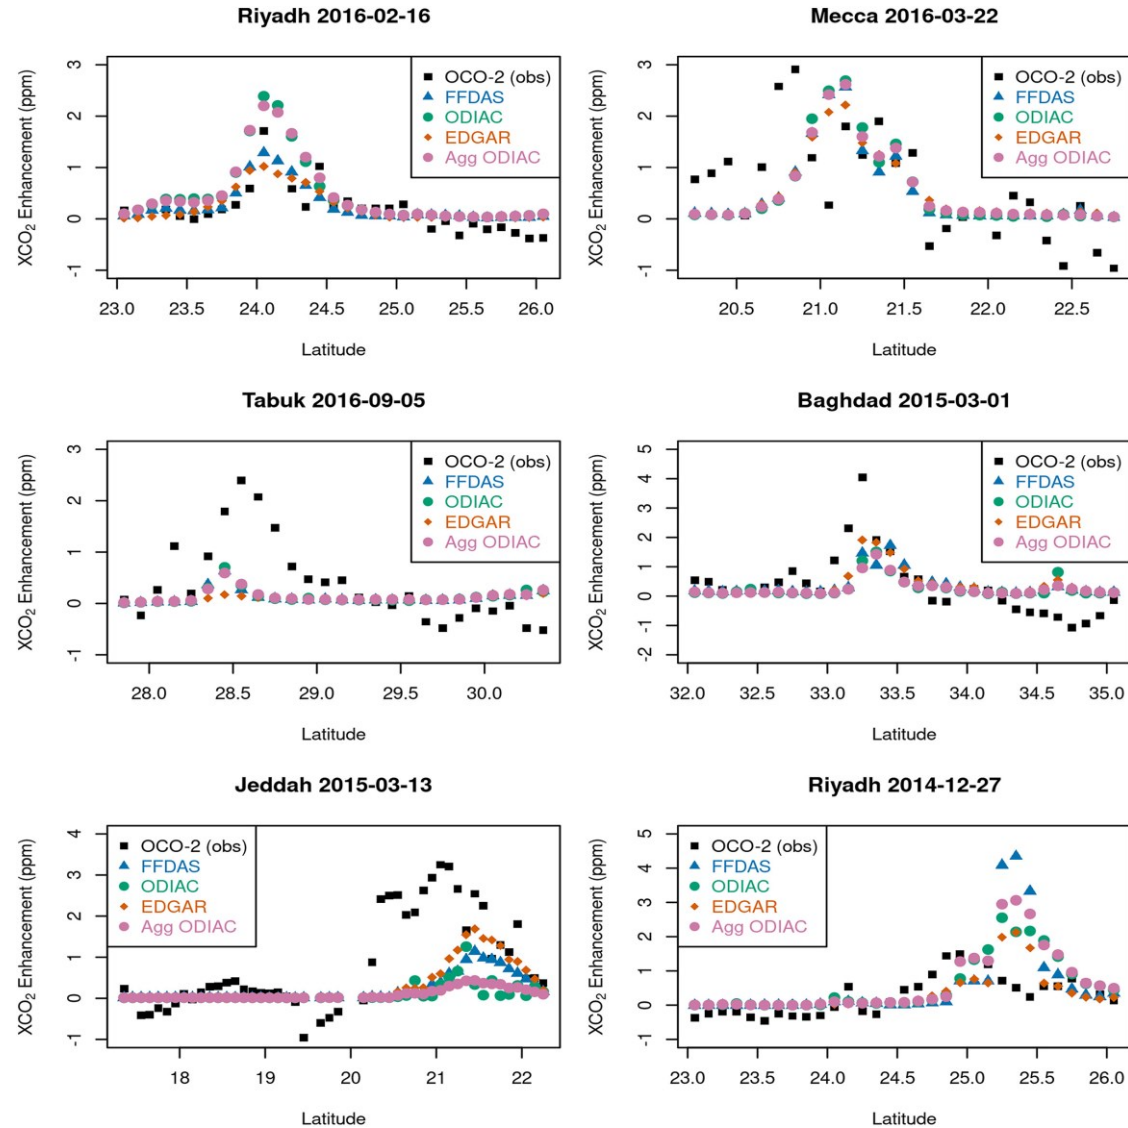 Riyadh 2016-02-16
XCO₂ Enhancement (ppm)
3
2
1
0
-1
OCO-2 (obs)
FFDAS
ODIAC
EDGAR
Agg ODIAC
23.0 23.5 24.0 24.5 25.0 25.5 26.0
Latitude
Mecca 2016-03-22
XCO₂ Enhancement (ppm)
3
2
1
0
-1
OCO-2 (obs)
FFDAS
ODIAC
EDGAR
Agg ODIAC
20.5 21.0 21.5 22.0 22.5
Latitude
Tabuk 2016-09-05
XCO₂ Enhancement (ppm)
3
2
1
0
-1
OCO-2 (obs)
FFDAS
ODIAC
EDGAR
Agg ODIAC
28.0 28.5 29.0 29.5 30.0
Latitude
Baghdad 2015-03-01
XCO₂ Enhancement (ppm)
5
4
3
2
1
0
-1
-2
OCO-2 (obs)
FFDAS
ODIAC
EDGAR
Agg ODIAC
32.0 32.5 33.0 33.5 34.0 34.5 35.0
Latitude
Jeddah 2015-03-13
XCO₂ Enhancement (ppm)
4
3
2
1
0
-1
OCO-2 (obs)
FFDAS
ODIAC
EDGAR
Agg ODIAC
18 19 20 21 22
Latitude
Riyadh 2014-12-27
XCO₂ Enhancement (ppm)
5
4
3
2
1
0
-1
OCO-2 (obs)
FFDAS
ODIAC
EDGAR
Agg ODIAC
23.0 23.5 24.0 24.5 25.0 25.5 26.0
Latitude